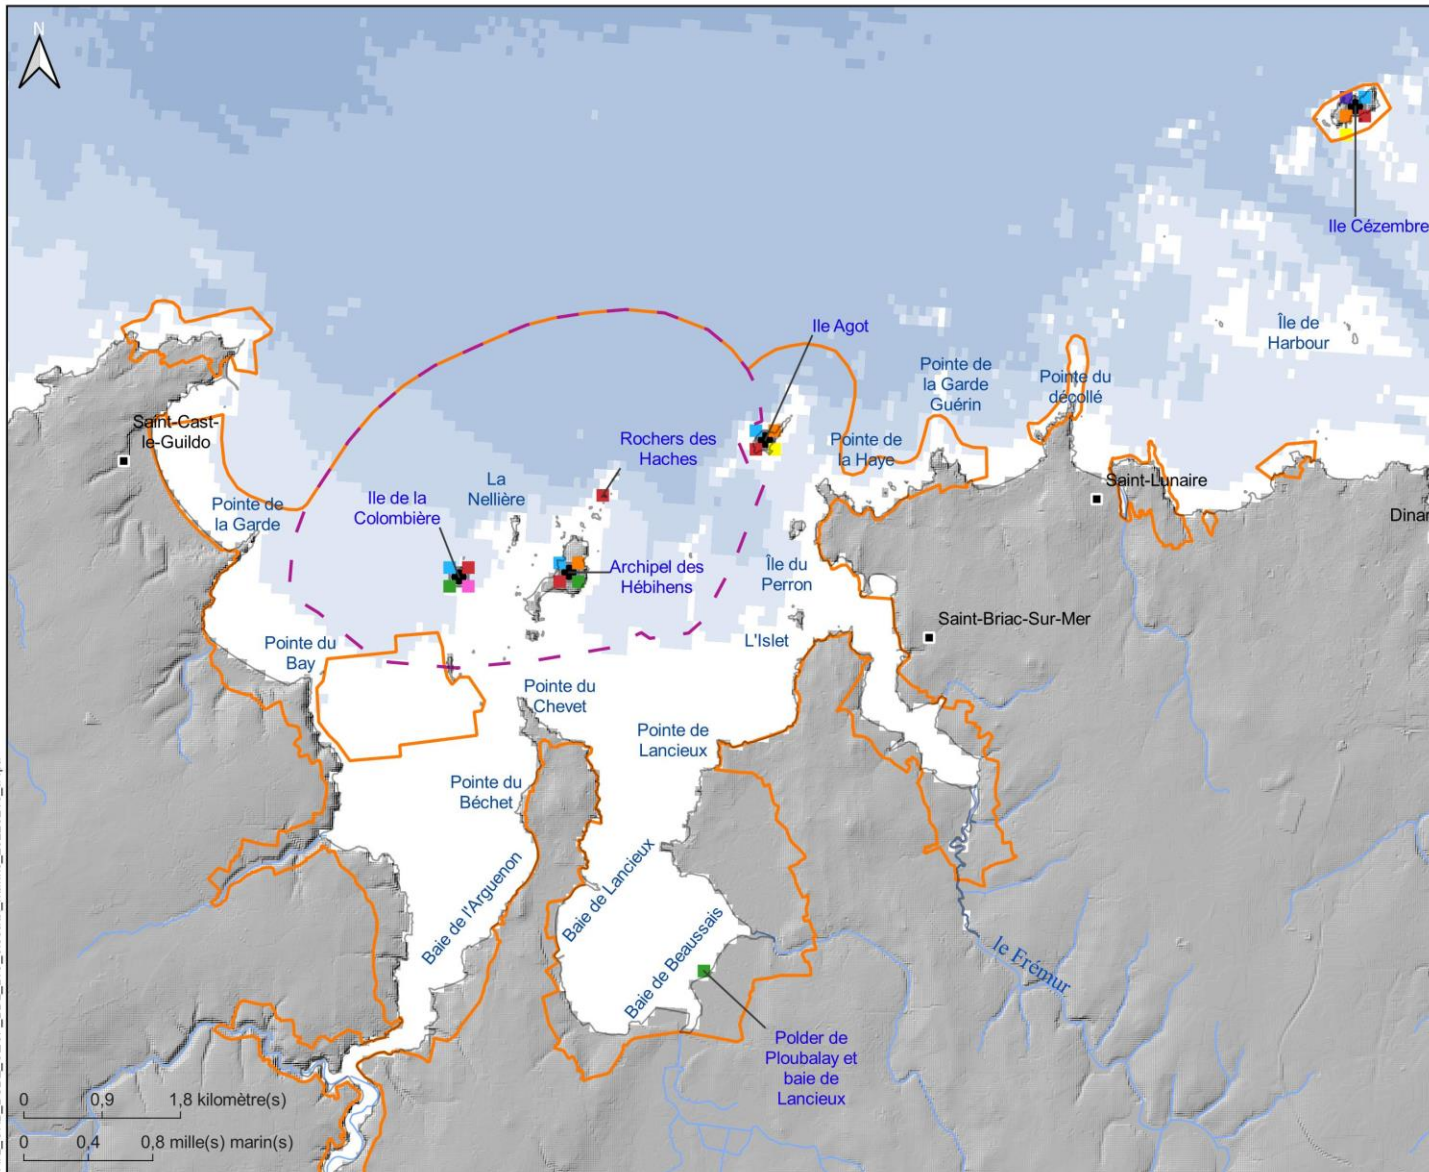 N
Ile Cézembre
Île de
Harbour
Ile Agot
Pointe de
la Garde
Guérin
Pointe du
décollé
Saint-Cast-
le-Guildo
Rochers des
Haches
Pointe de
la Haye
La
Nellière
Saint-Lunaire
Ile de la
Colombière
Pointe de
la Garde
Dinar
Archipel des
Hébihens
Île du
Perron
Saint-Briac-Sur-Mer
L'Islet
Pointe du
Bay
Pointe du
Chevet
Pointe de
Lancieux
Pointe du
Béchet
Baie de l'Arguenon
Baie de Lancieux
Baie de Beaussais
le Frémur
Polder de
Ploubalay et
baie de
Lancieux
0 0,9 1,8 kilomètre(s)
0 0,4 0,8 mille(s) marin(s)